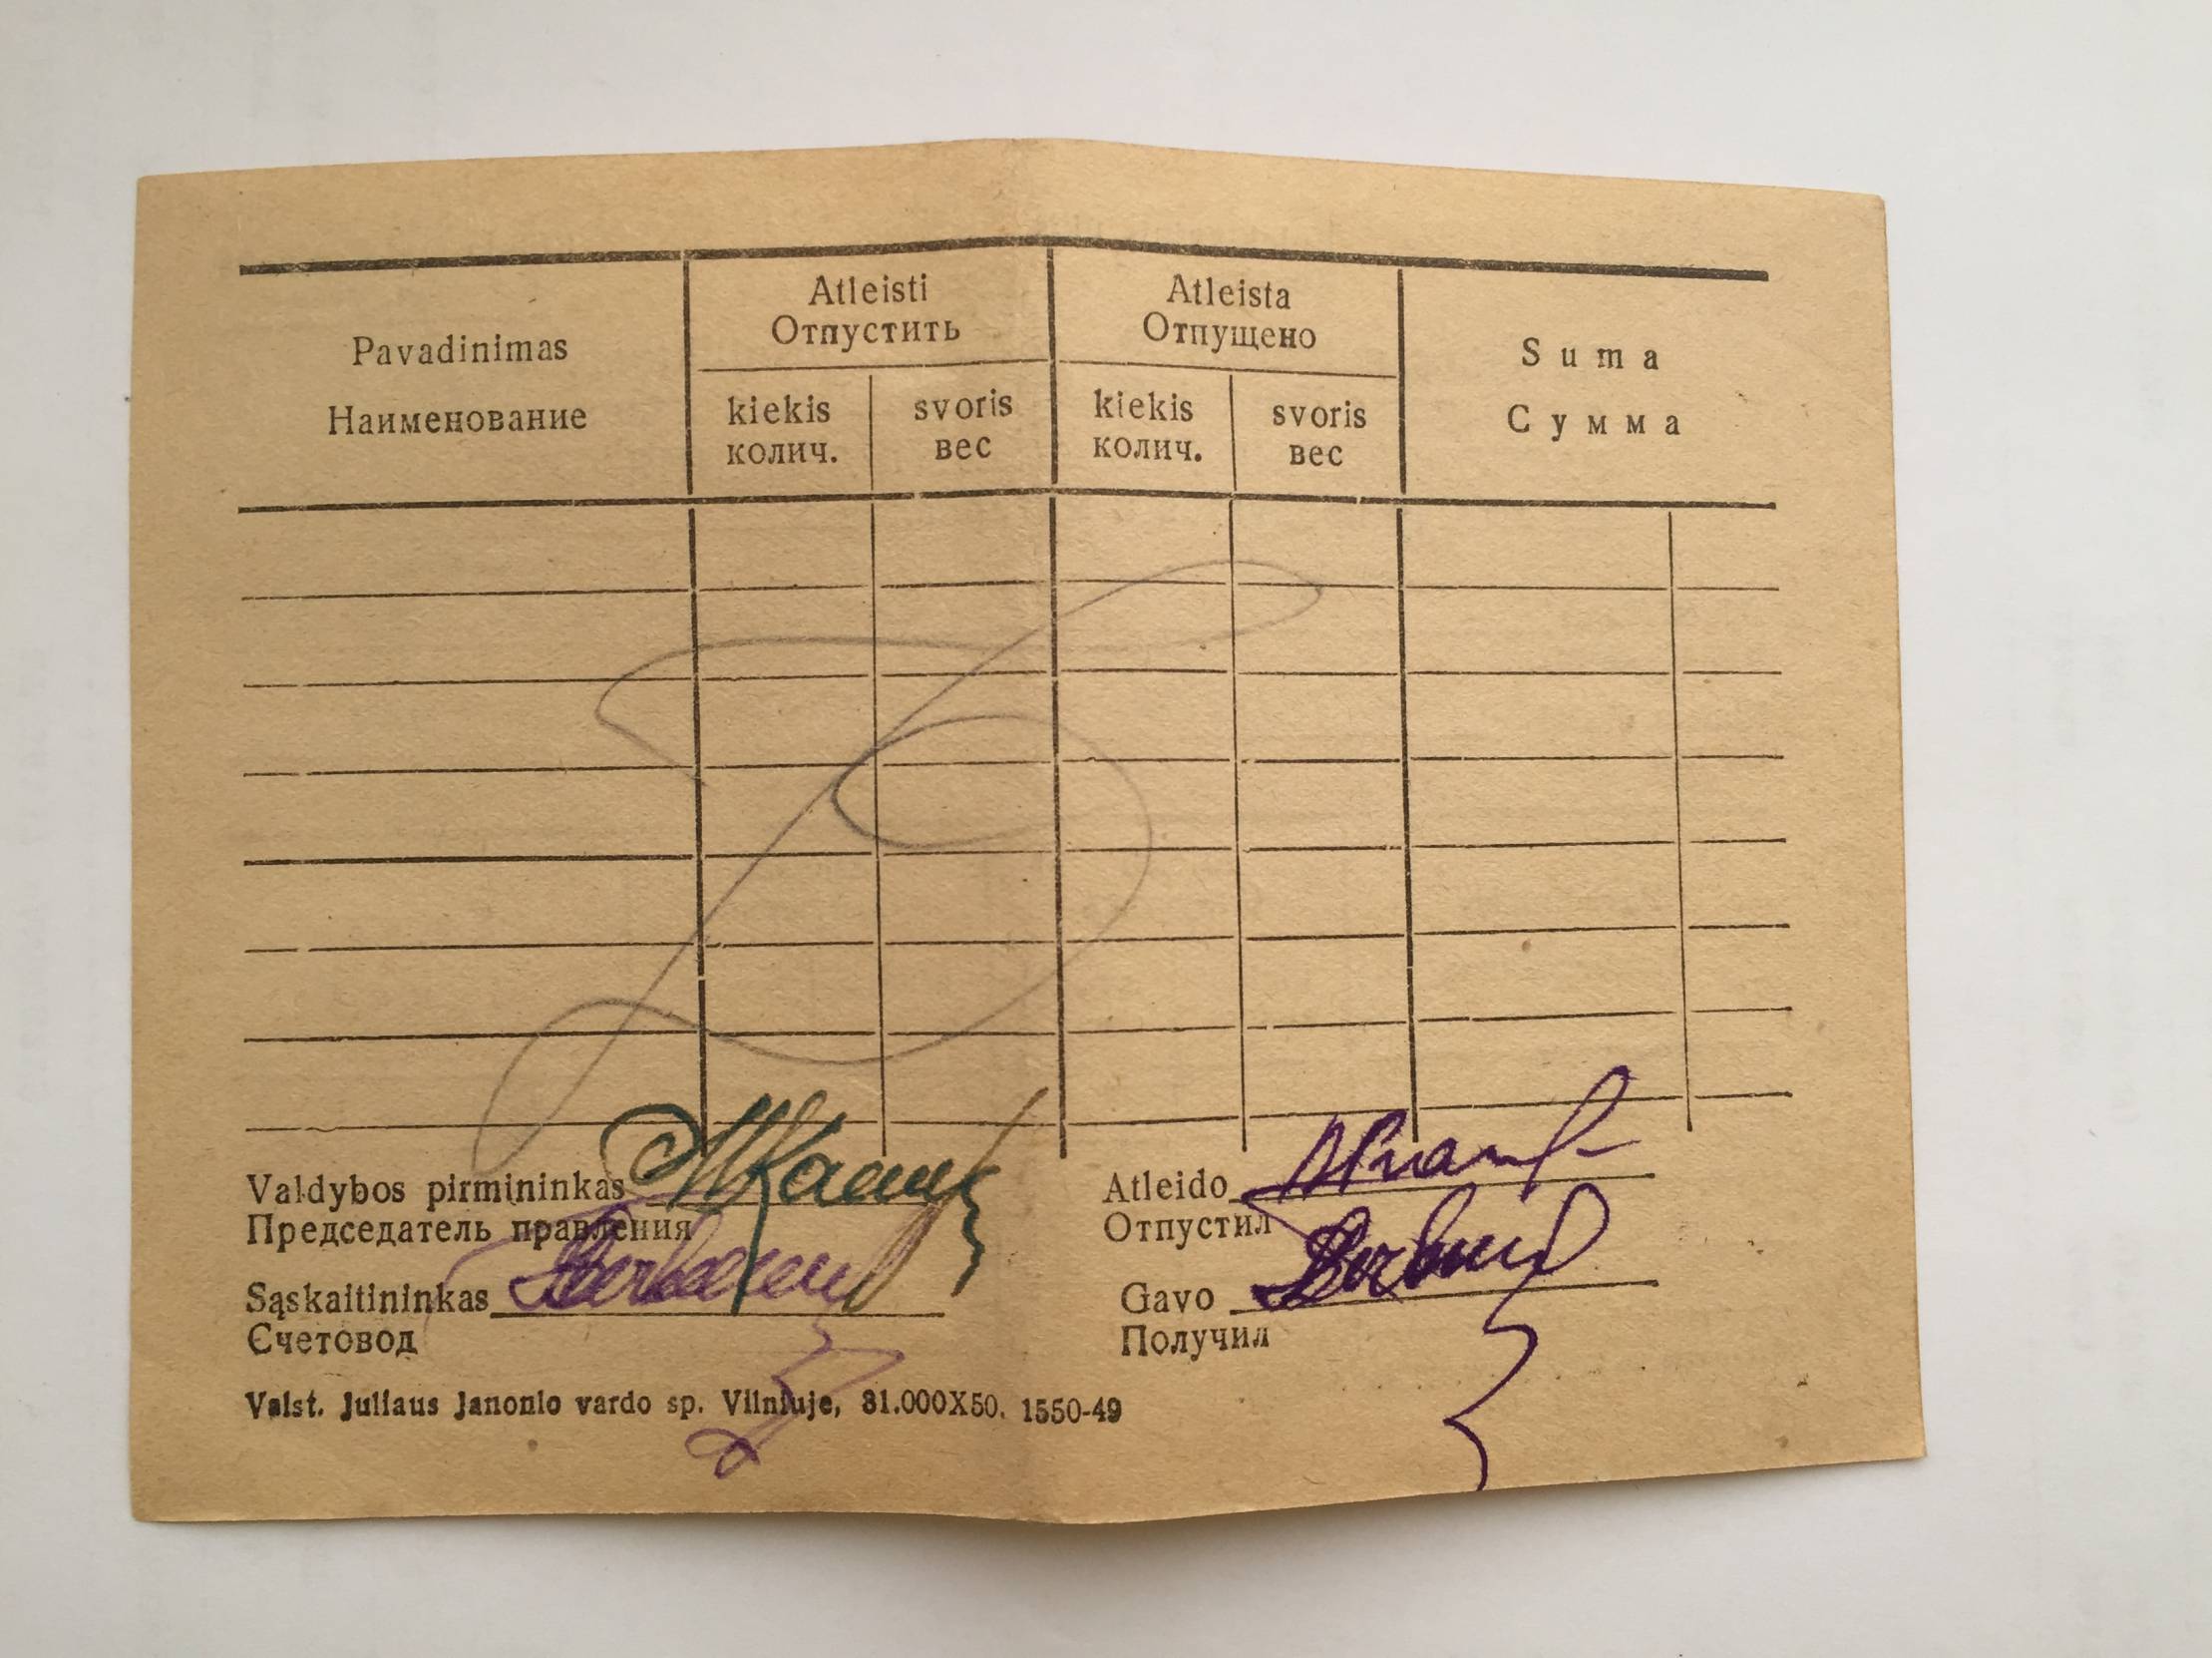 Pavadinimas
Наименование
Atleisti
Отпустить
kiekis
колич.
svoris
вес
Atleista
Отпущено
kiekis
колич.
svoris
вес
Suma
Сумма
Valdybos pirmininkas
Председатель правления
Sąskaitininkas
Счетовод
Atleido
Отпустил
Gavo
Получил
Valst. Juliaus Janonio vardo sp. Vilniuje, 31.000X50. 1550-49